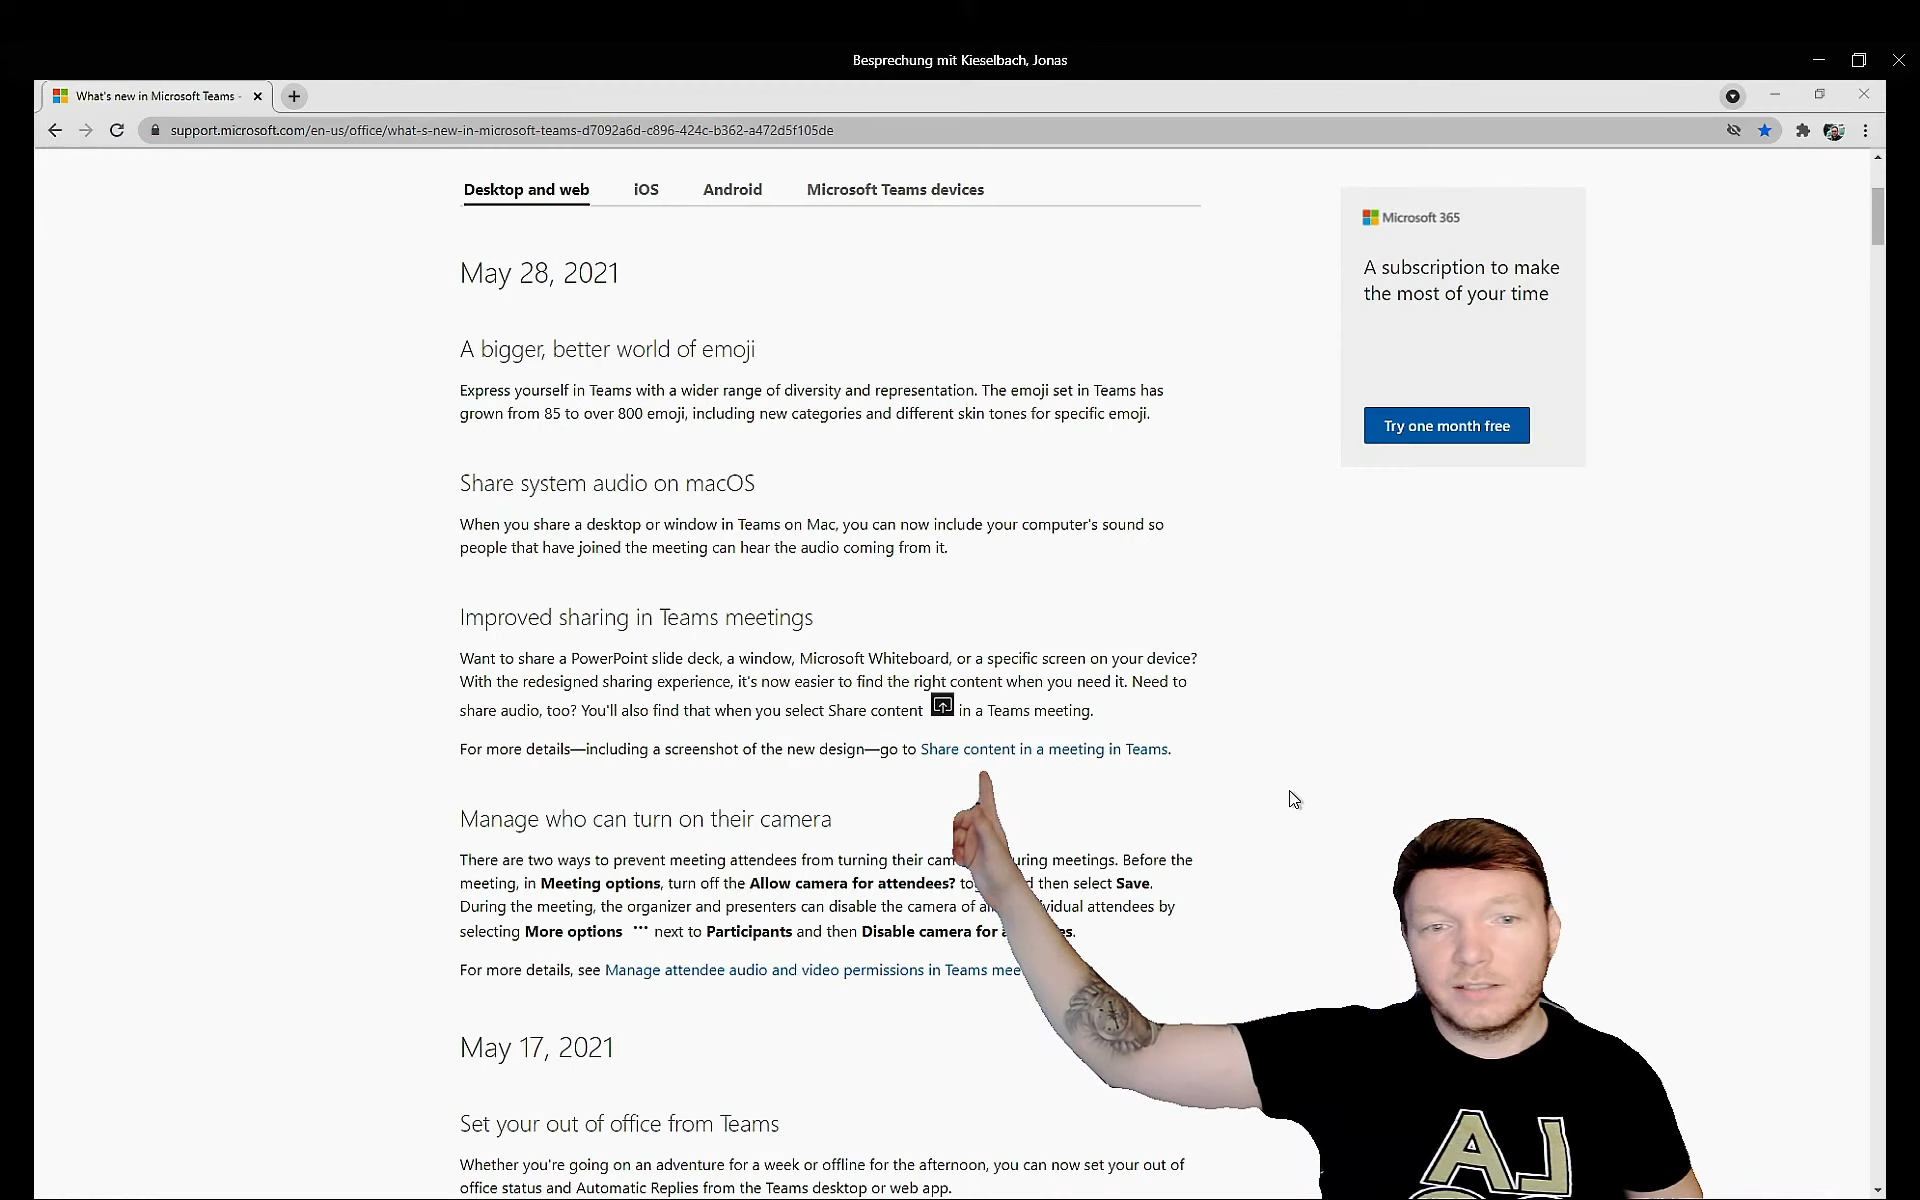 Besprechung mit Kieselbach, Jonas
What's new in Microsoft Teams -
support.microsoft.com/en-us/office/what-s-new-in-microsoft-teams-d7092a6d-c896-424c-b362-a472d5f105de
Desktop and web iOS Android Microsoft Teams devices
May 28, 2021
A bigger, better world of emoji
Express yourself in Teams with a wider range of diversity and representation. The emoji set in Teams has
grown from 85 to over 800 emoji, including new categories and different skin tones for specific emoji.
Share system audio on macOS
When you share a desktop or window in Teams on Mac, you can now include your computer's sound so
people that have joined the meeting can hear the audio coming from it.
Improved sharing in Teams meetings
Want to share a PowerPoint slide deck, a window, Microsoft Whiteboard, or a specific screen on your device?
With the redesigned sharing experience, it's now easier to find the right content when you need it. Need to
share audio, too? You'll also find that when you select Share content in a Teams meeting.
For more details—including a screenshot of the new design—go to Share content in a meeting in Teams.
Manage who can turn on their camera
There are two ways to prevent meeting attendees from turning their cam uring meetings. Before the
meeting, in Meeting options, turn off the Allow camera for attendees? to d then select Save.
During the meeting, the organizer and presenters can disable the camera of al vidual attendees by
selecting More options ··· next to Participants and then Disable camera for a es.
For more details, see Manage attendee audio and video permissions in Teams mee
May 17, 2021
Set your out of office from Teams
Whether you're going on an adventure for a week or offline for the afternoon, you can now set your out of
office status and Automatic Replies from the Teams desktop or web app.
Microsoft 365
A subscription to make
the most of your time
Try one month free